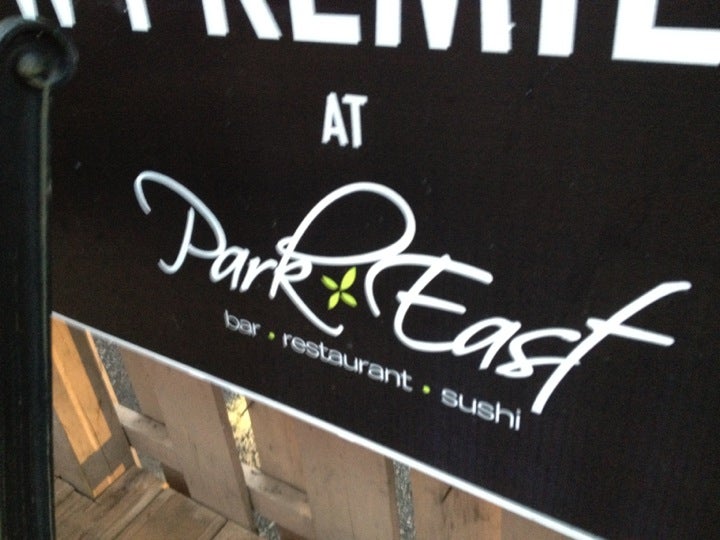 AT
Park East
bar • restaurant • sushi